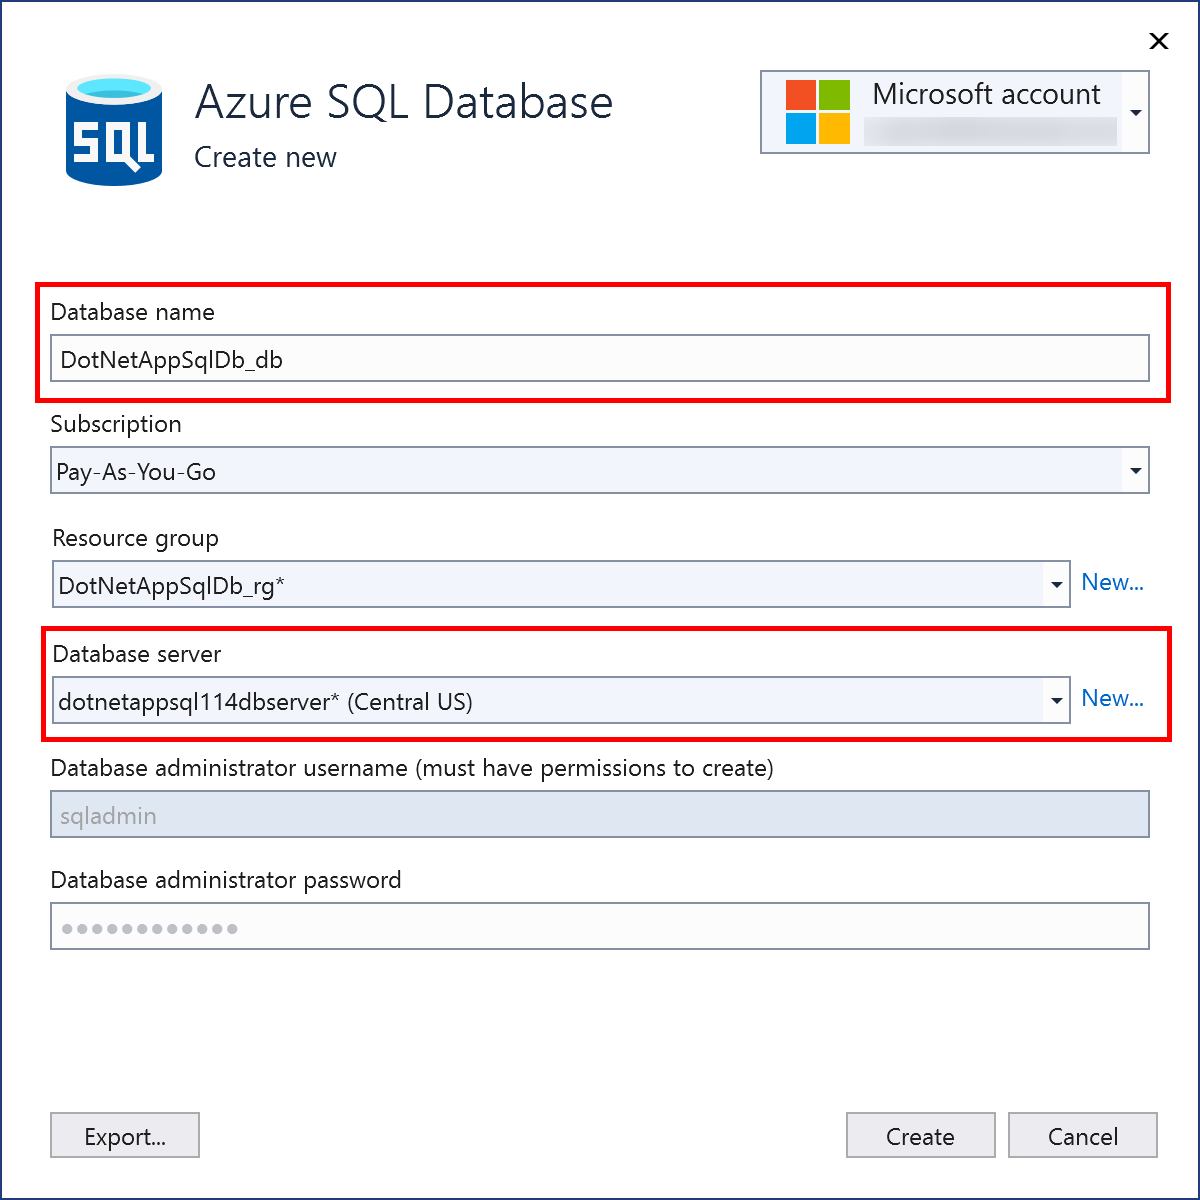 SQL
Azure SQL Database
Create new
Microsoft account
Database name
DotNetAppSqlDb_db
Subscription
Pay-As-You-Go
Resource group
DotNetAppSqlDb_rg*
New...
Database server
dotnetappsql114dbserver* (Central US)
New...
Database administrator username (must have permissions to create)
sqladmin
Database administrator password
●●●●●●●●●●●●
Export...
Create
Cancel